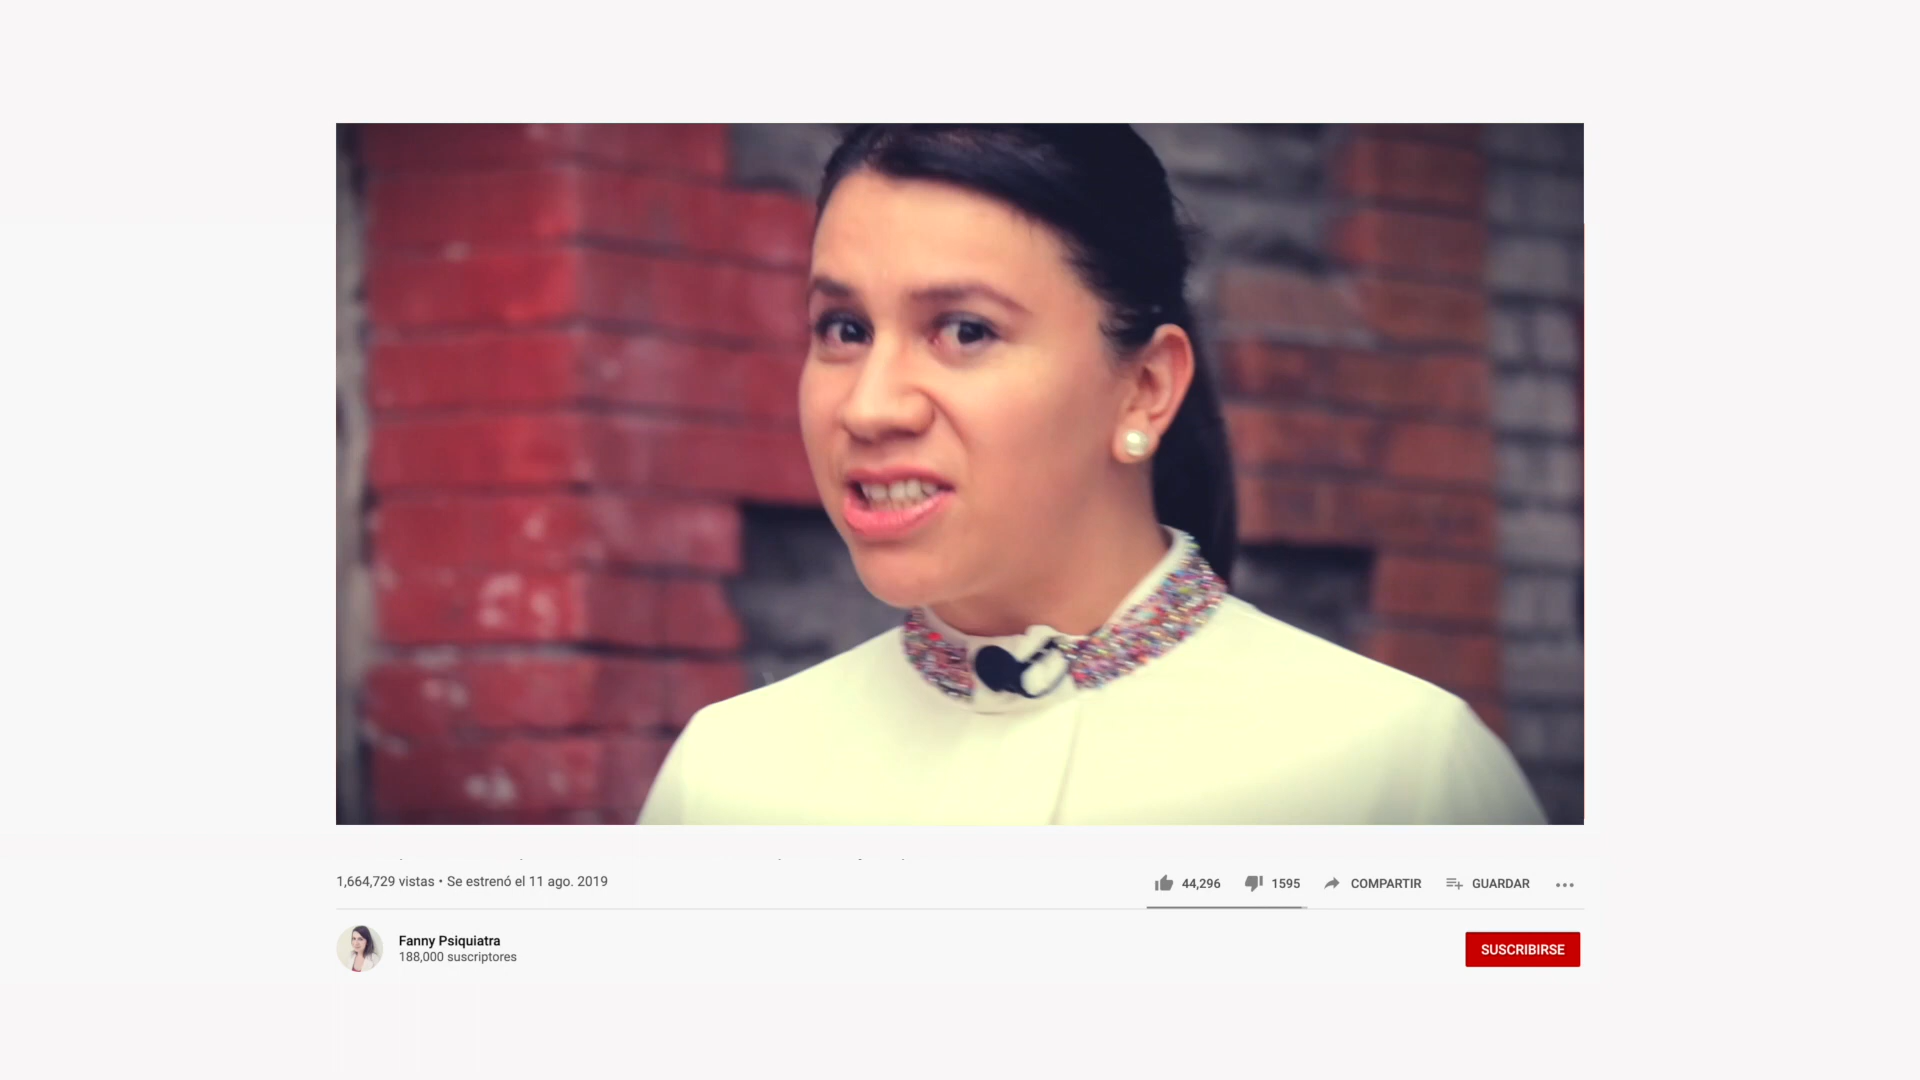 1,664,729 vistas • Se estrenó el 11 ago. 2019
44,296 1595 COMPARTIR GUARDAR
Fanny Psiquiatra
188,000 suscriptores
SUSCRIBIRSE